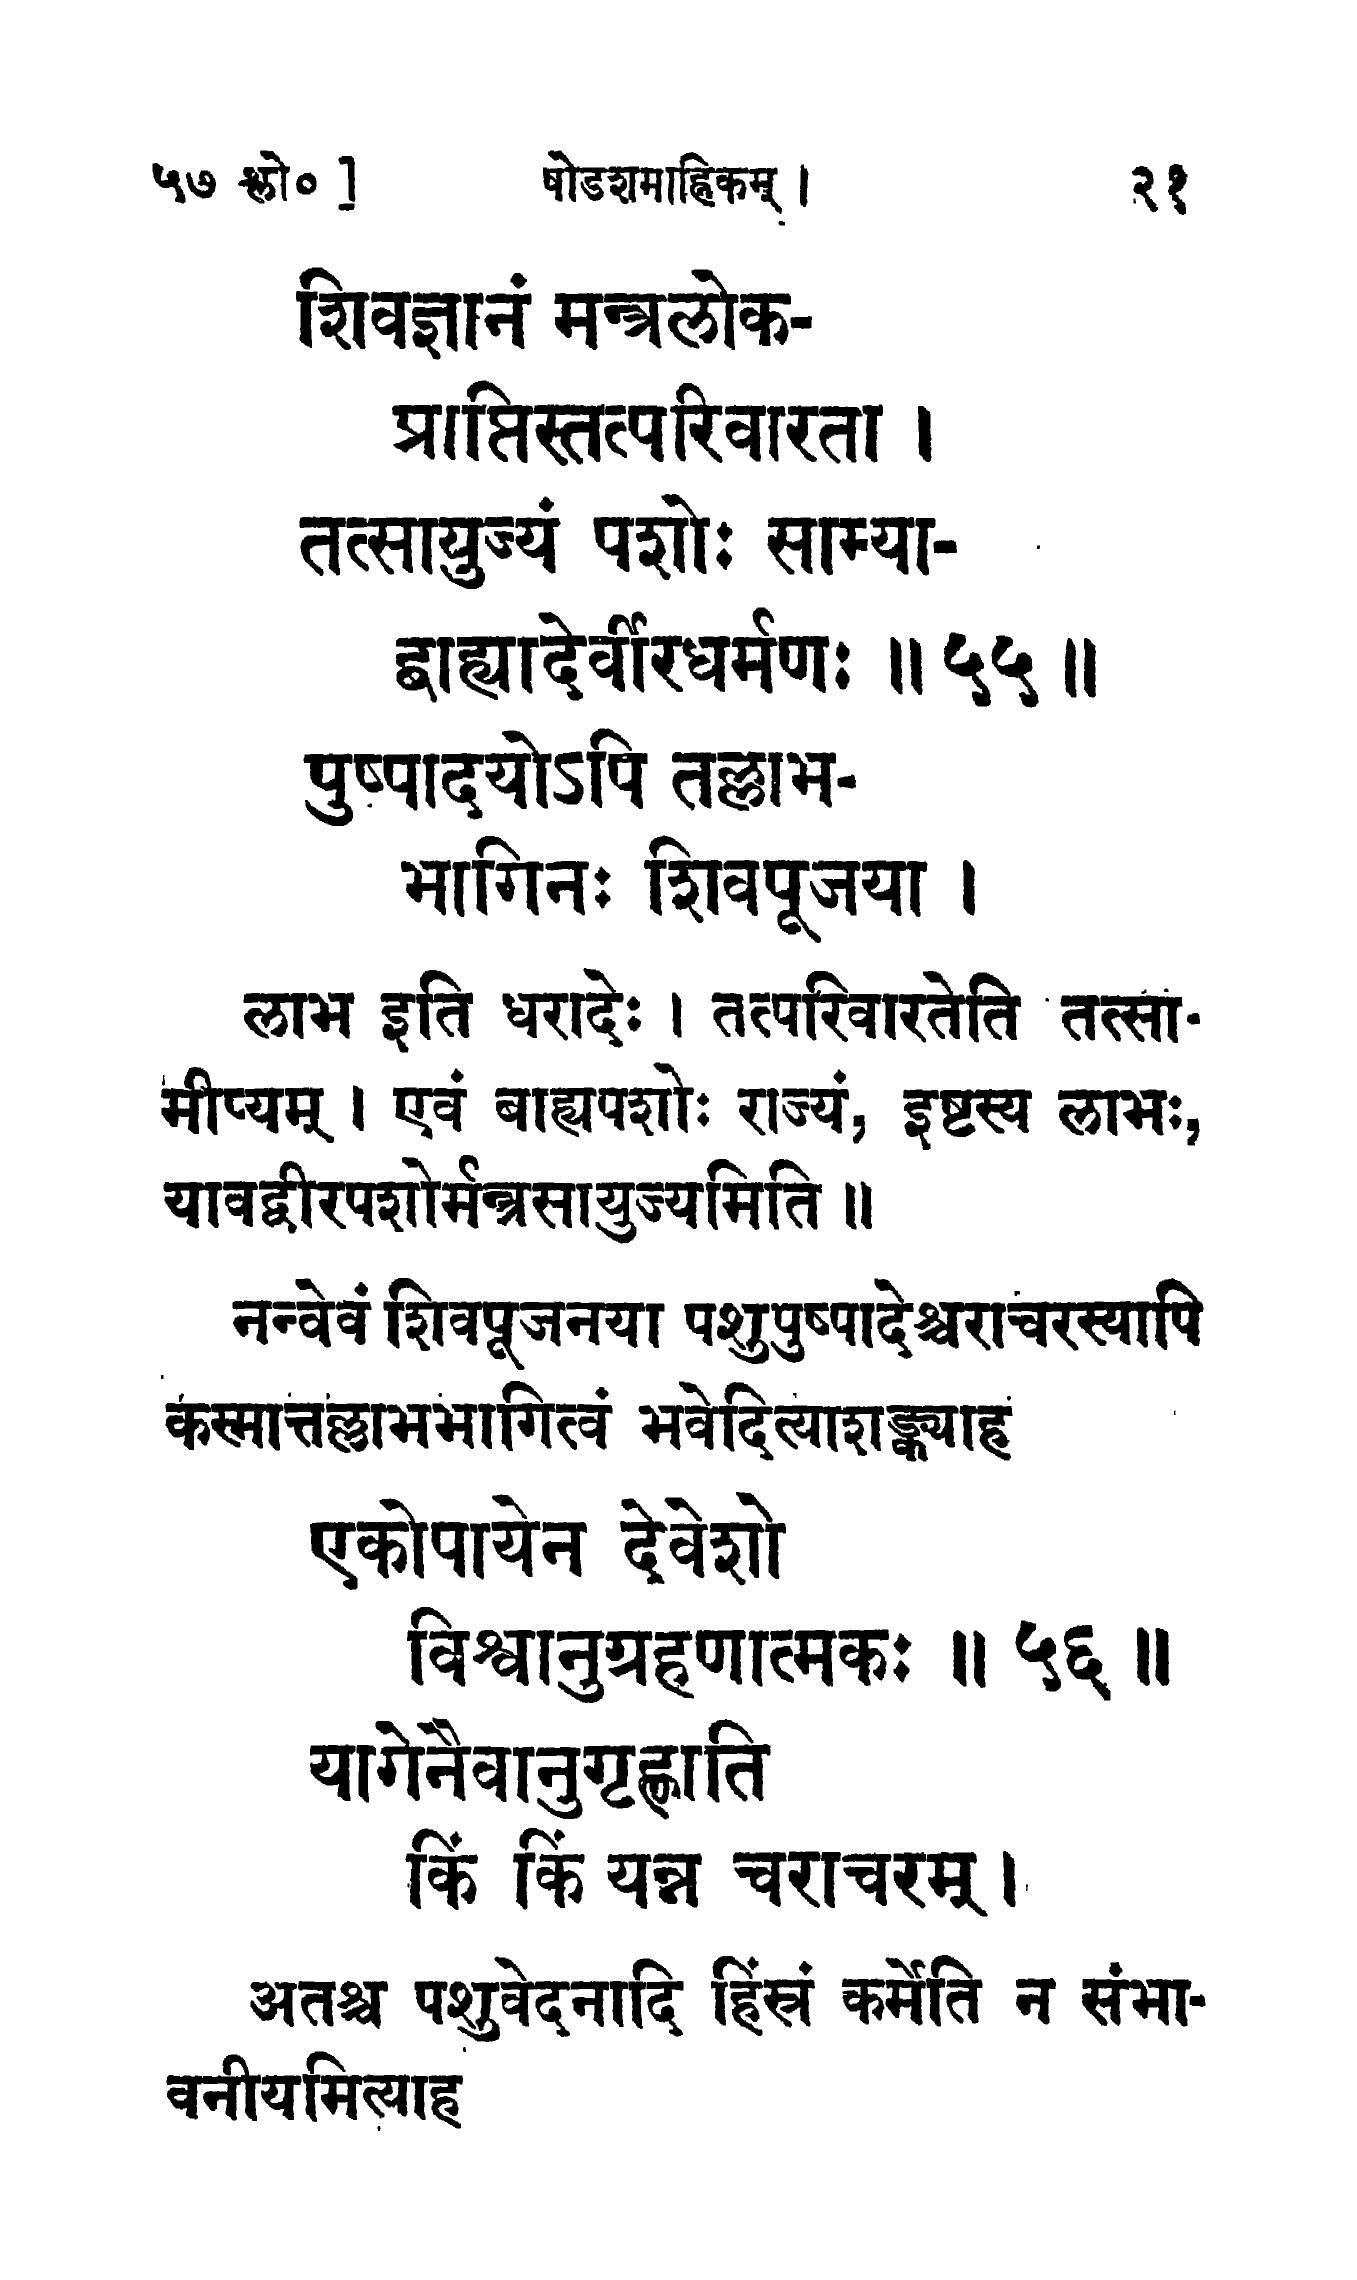 ५७ श्लो० ] षोडशमाह्निकम् । २१
शिवज्ञानं मन्त्रलोक-
प्राप्तिस्तत्परिवारता ।
तत्सायुज्यं पशोः साम्या-
द्बाह्यादेर्वीरधर्मणः ॥ ५५ ॥
पुष्पादयोऽपि तल्लाभ-
भागिनः शिवपूजया ।
लाभ इति धरादेः । तत्परिवारतेति तत्सा-
मीप्यम् । एवं बाह्यपशोः राज्यं, इष्टस्य लाभः,
यावद्वीरपशोर्मन्त्रसायुज्यमिति ॥
नन्वेवं शिवपूजनया पशुपुष्पादेश्चराचरस्यापि
कस्मात्तल्लाभभागित्वं भवेदित्याशङ्क्याह
एकोपायेन देवेशो
विश्वानुग्रहणात्मकः ॥ ५६ ॥
यागेनैवानुगृह्णाति
किं किं यन्न चराचरम् ।
अतश्च पशुवेदनादि हिंस्रं कर्मेति न संभा-
वनीयमित्याह